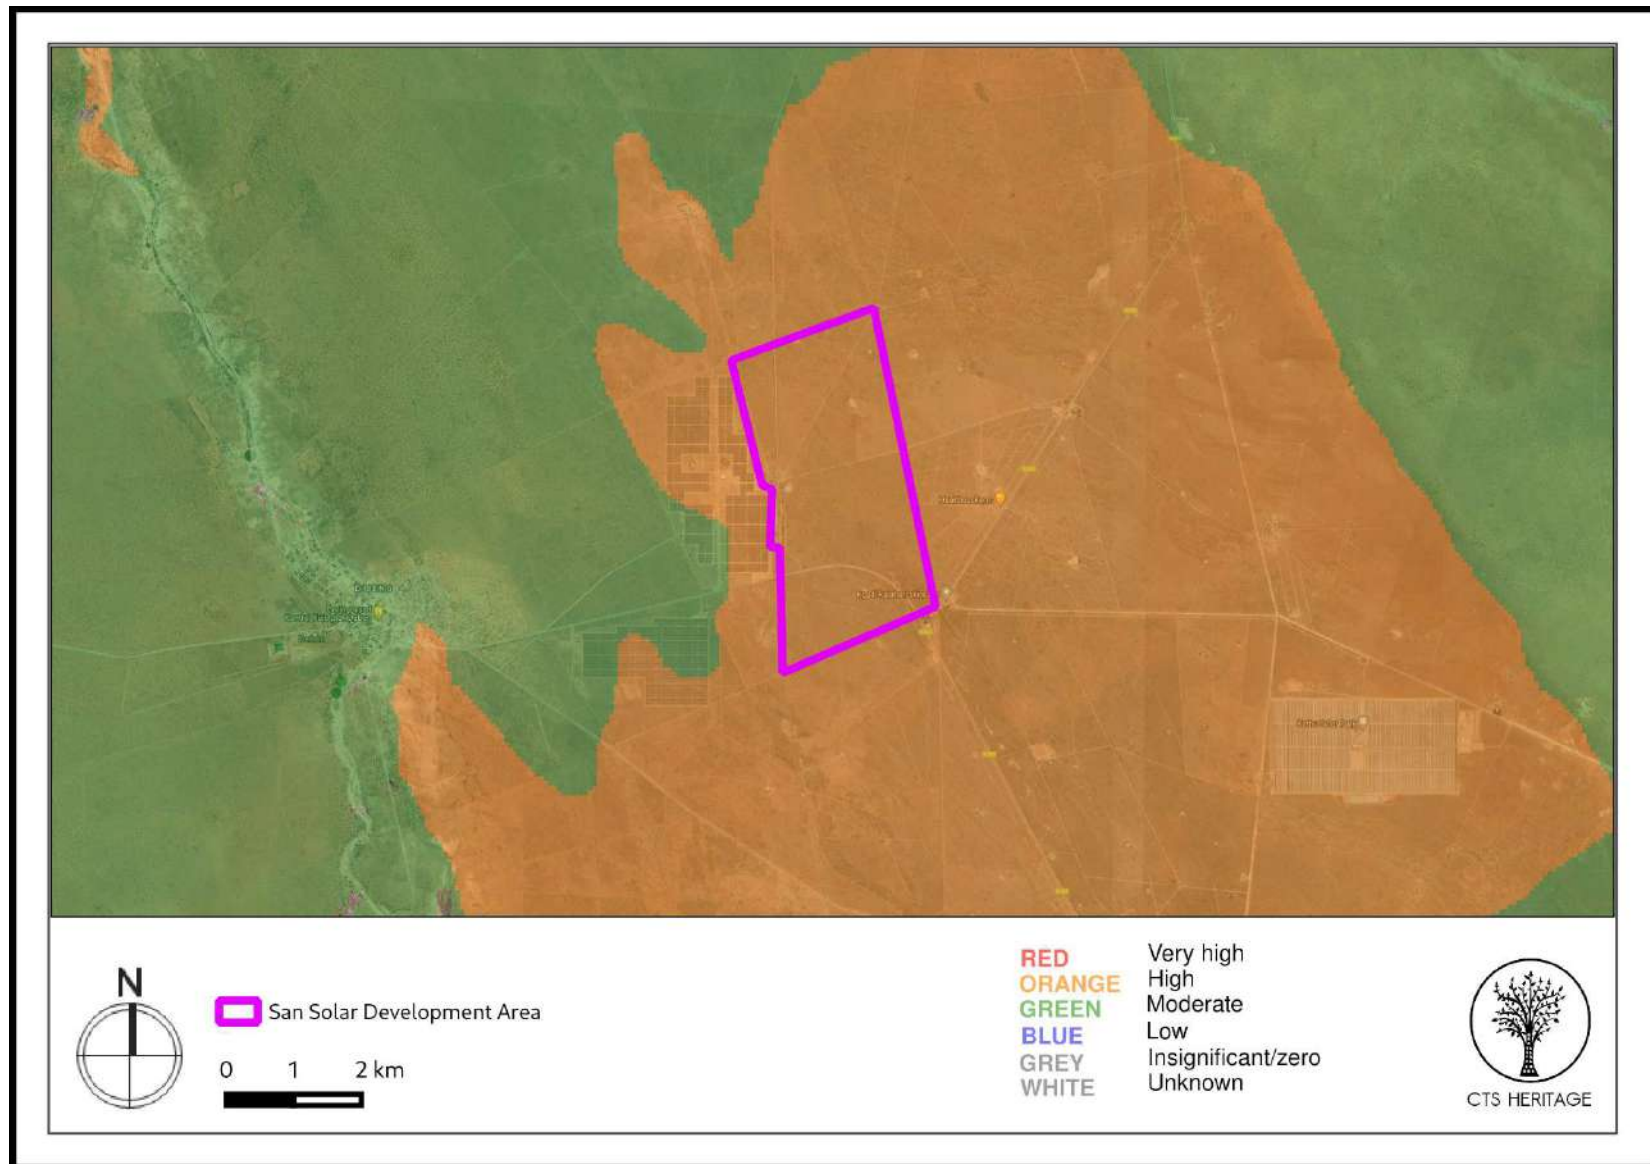 N
San Solar Development Area
0 1 2 km
RED Very high
ORANGE High
GREEN Moderate
BLUE Low
GREY Insignificant/zero
WHITE Unknown
CTS HERITAGE